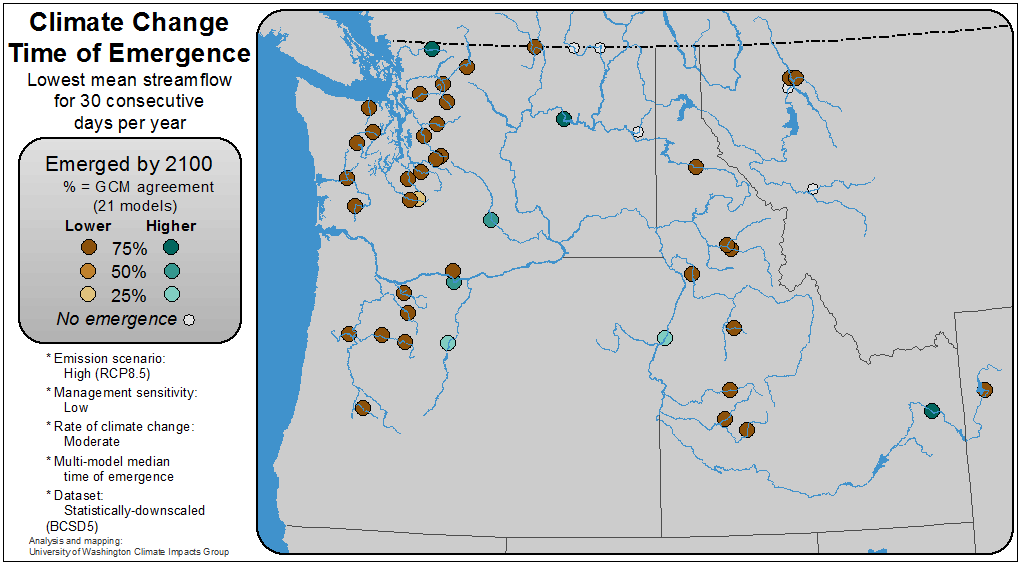 Climate Change
Time of Emergence
Lowest mean streamflow
for 30 consecutive
days per year
Emerged by 2100
% = GCM agreement
(21 models)
Lower Higher
75%
50%
25%
No emergence
* Emission scenario:
High (RCP8.5)
* Management sensitivity:
Low
* Rate of climate change:
Moderate
* Multi-model median
time of emergence
* Dataset:
Statistically-downscaled
(BCSD5)
Analysis and mapping:
University of Washington Climate Impacts Group